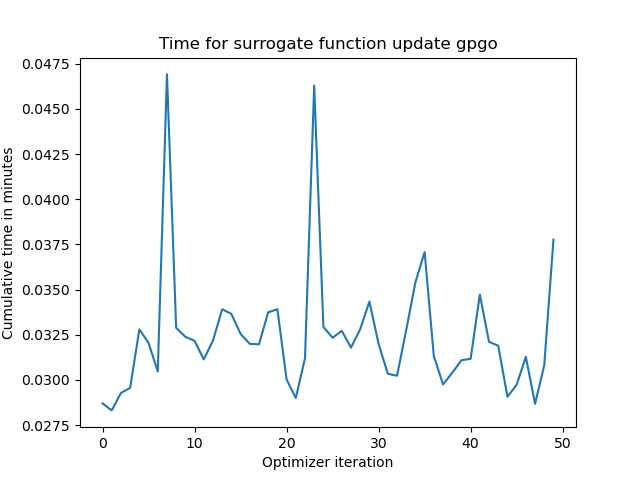 Time for surrogate function update gpgo
Cumulative time in minutes
0.0475
0.0450
0.0425
0.0400
0.0375
0.0350
0.0325
0.0300
0.0275
0 10 20 30 40 50
Optimizer iteration